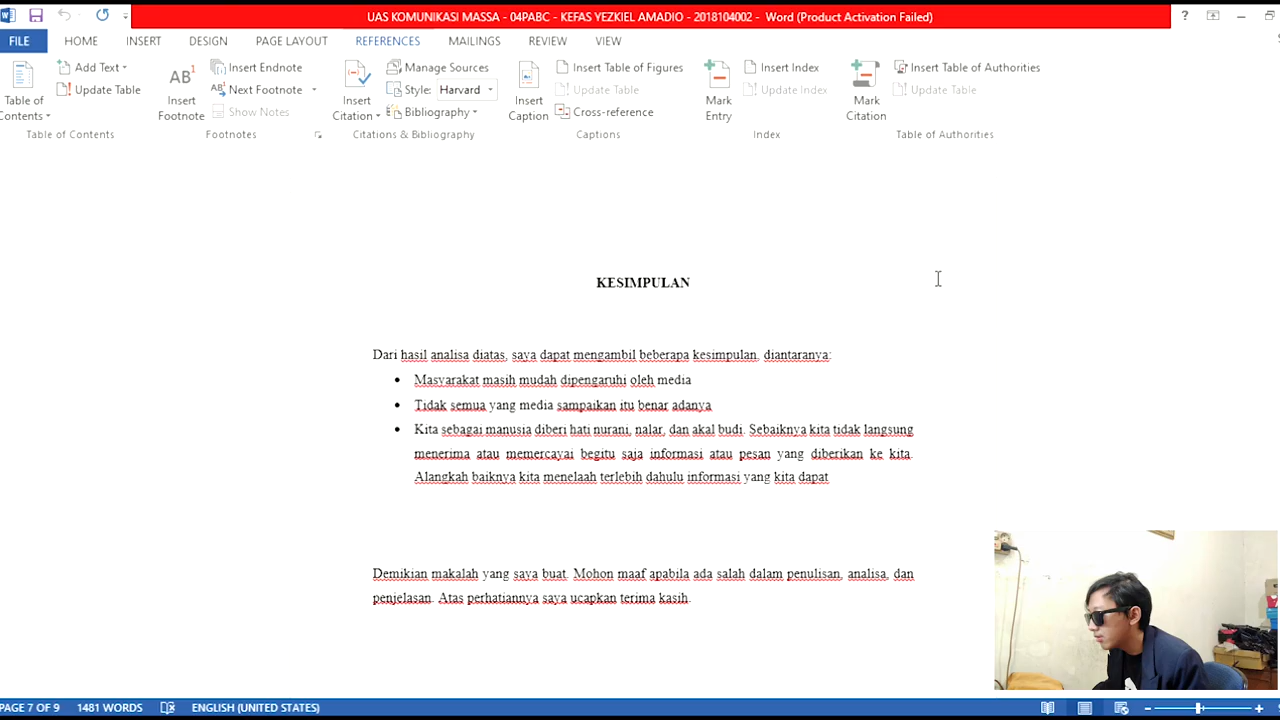 UAS KOMUNIKASI MASSA - 04PABC - KEFAS YEZKIEL AMADIO - 2018104002 - Word (Product Activation Failed)
FILE HOME INSERT DESIGN PAGE LAYOUT REFERENCES MAILINGS REVIEW VIEW
Table of Contents
Add Text
Update Table
Table of Contents
AB1 Insert Footnote
Insert Endnote
Next Footnote
Show Notes
Footnotes
Insert Citation
Manage Sources
Style: Harvard
Bibliography
Citations & Bibliography
Insert Caption
Insert Table of Figures
Update Table
Cross-reference
Captions
Mark Entry
Insert Index
Update Index
Index
Mark Citation
Insert Table of Authorities
Update Table
Table of Authorities
KESIMPULAN
Dari hasil analisa diatas, saya dapat mengambil beberapa kesimpulan, diantaranya:
• Masyarakat masih mudah dipengaruhi oleh media
• Tidak semua yang media sampaikan itu benar adanya
• Kita sebagai manusia diberi hati nurani, nalar, dan akal budi. Sebaiknya kita tidak langsung
menerima atau memercayai begitu saja informasi atau pesan yang diberikan ke kita.
Alangkah baiknya kita menelaah terlebih dahulu informasi yang kita dapat
Demikian makalah yang saya buat. Mohon maaf apabila ada salah dalam penulisan, analisa, dan
penjelasan. Atas perhatiannya saya ucapkan terima kasih.
PAGE 7 OF 9 1481 WORDS ENGLISH (UNITED STATES)